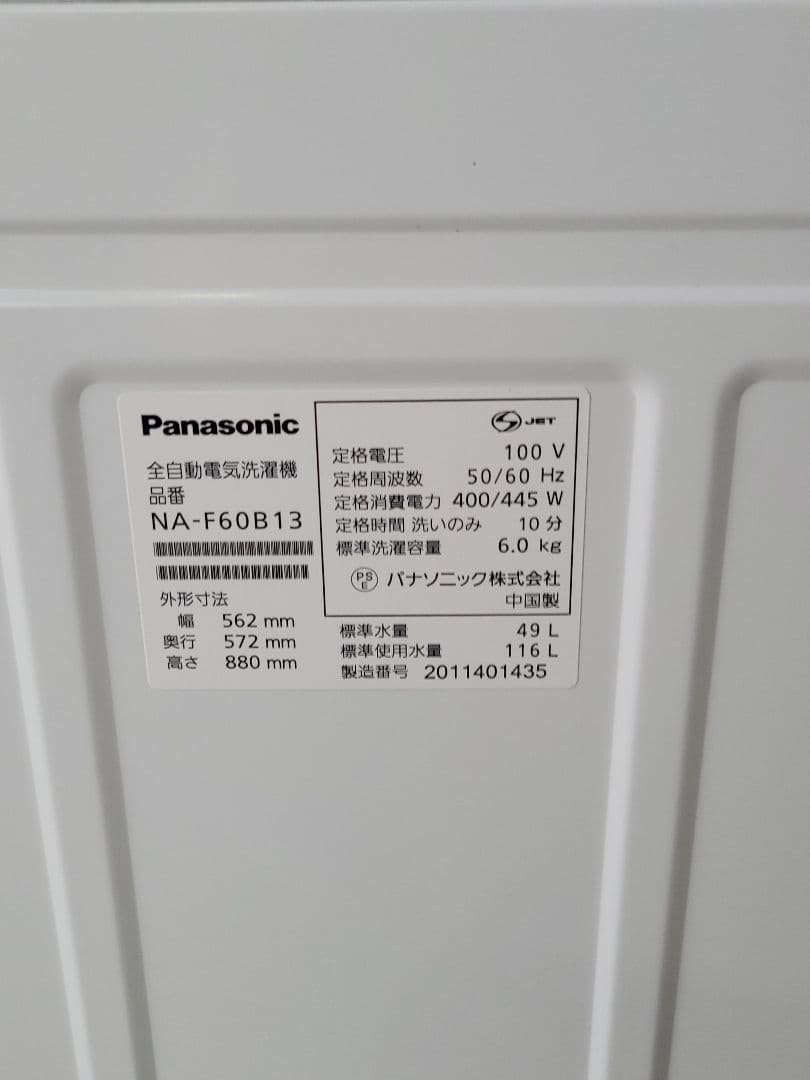 Panasonic
全自動電気洗濯機
品番
NA-F60B13
外形寸法
幅 562 mm
奥行 572 mm
高さ 880 mm
JET
定格電圧 100 V
定格周波数 50/60 Hz
定格消費電力 400/445 W
定格時間 洗いのみ 10 分
標準洗濯容量 6.0 kg
PS E パナソニック株式会社
中国製
標準水量 49 L
標準使用水量 116 L
製造番号 2011401435